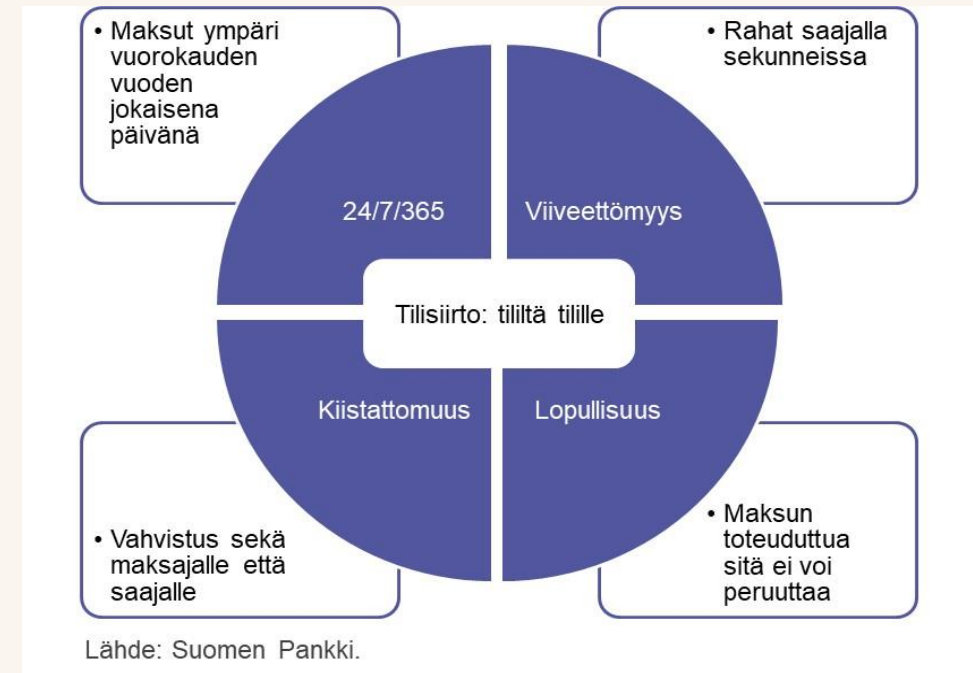 • Maksut ympäri
vuorokauden
vuoden
jokaisena
päivänä
• Rahat saajalla
sekunneissa
24/7/365
Viiveettömyys
Tilisiirto: tililtä tilille
Kiistattomuus
Lopullisuus
• Vahvistus sekä
maksajalle että
saajalle
• Maksun
toteuduttua
sitä ei voi
peruuttaa
Lähde: Suomen Pankki.